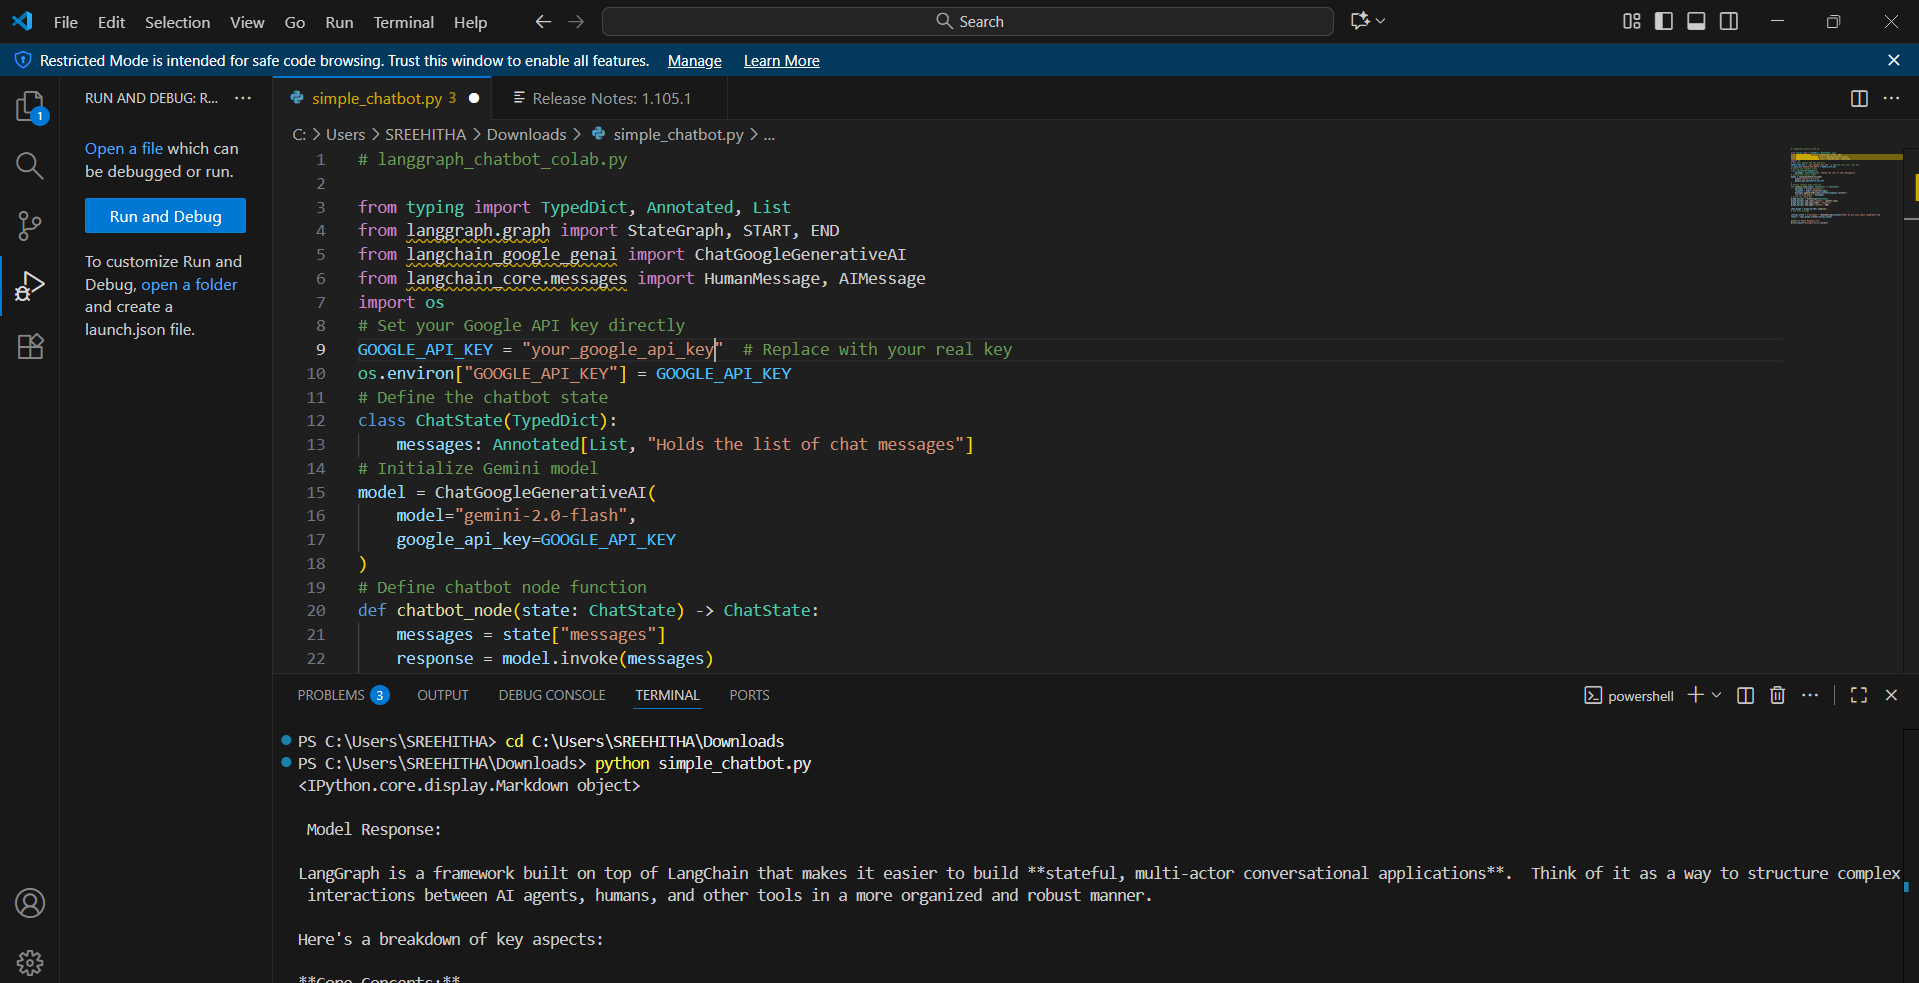 File Edit Selection View Go Run Terminal Help
Search
Restricted Mode is intended for safe code browsing. Trust this window to enable all features. Manage Learn More
1
RUN AND DEBUG: R... ...
Open a file which can
be debugged or run.
Run and Debug
To customize Run and
Debug, open a folder
and create a
launch.json file.
simple_chatbot.py 3
Release Notes: 1.105.1
C: > Users > SREEHITHA > Downloads > simple_chatbot.py > ...
1 # langgraph_chatbot_colab.py
2
3 from typing import TypedDict, Annotated, List
4 from langgraph.graph import StateGraph, START, END
5 from langchain_google_genai import ChatGoogleGenerativeAI
6 from langchain_core.messages import HumanMessage, AIMessage
7 import os
8 # Set your Google API key directly
9 GOOGLE_API_KEY = "your_google_api_key"  # Replace with your real key
10 os.environ["GOOGLE_API_KEY"] = GOOGLE_API_KEY
11 # Define the chatbot state
12 class ChatState(TypedDict):
13     messages: Annotated[List, "Holds the list of chat messages"]
14 # Initialize Gemini model
15 model = ChatGoogleGenerativeAI(
16     model="gemini-2.0-flash",
17     google_api_key=GOOGLE_API_KEY
18 )
19 # Define chatbot node function
20 def chatbot_node(state: ChatState) -> ChatState:
21     messages = state["messages"]
22     response = model.invoke(messages)
PROBLEMS 3 OUTPUT DEBUG CONSOLE TERMINAL PORTS
powershell
PS C:\Users\SREEHITHA> cd C:\Users\SREEHITHA\Downloads
PS C:\Users\SREEHITHA\Downloads> python simple_chatbot.py
<IPython.core.display.Markdown object>
Model Response:
LangGraph is a framework built on top of LangChain that makes it easier to build **stateful, multi-actor conversational applications**.  Think of it as a way to structure complex
interactions between AI agents, humans, and other tools in a more organized and robust manner.
Here's a breakdown of key aspects:
**Core Concepts:**